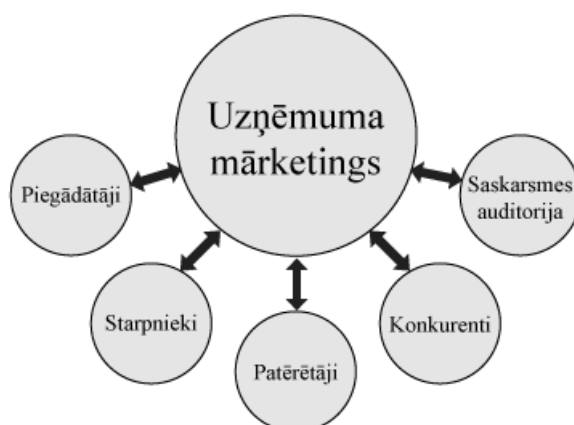 Uzņēmuma
mārketings
Piegādātāji
Starpnieki
Patērētāji
Konkurenti
Saskarsmes
auditorija